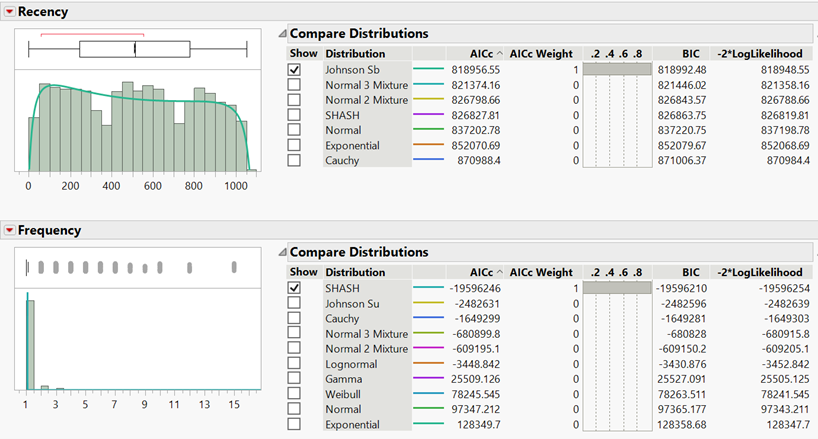 Recency
Compare Distributions
Show Distribution AICc ^ AICc Weight .2 .4 .6 .8 BIC -2*LogLikelihood
Johnson Sb 818956.55 1 818992.48 818948.55
Normal 3 Mixture 821374.16 0 821446.02 821358.16
Normal 2 Mixture 826798.66 0 826843.57 826788.66
SHASH 826827.81 0 826863.75 826819.81
Normal 837202.78 0 837220.75 837198.78
Exponential 852070.69 0 852079.67 852068.69
Cauchy 870988.4 0 871006.37 870984.4
0 200 400 600 800 1000
Frequency
Compare Distributions
Show Distribution AICc ^ AICc Weight .2 .4 .6 .8 BIC -2*LogLikelihood
SHASH -19596246 1 -19596210 -19596254
Johnson Su -2482631 0 -2482596 -2482639
Cauchy -1649299 0 -1649281 -1649303
Normal 3 Mixture -680899.8 0 -680828 -680915.8
Normal 2 Mixture -609195.1 0 -609150.2 -609205.1
Lognormal -3448.842 0 -3430.876 -3452.842
Gamma 25509.126 0 25527.091 25505.125
Weibull 78245.545 0 78263.511 78241.545
Normal 97347.212 0 97365.177 97343.211
Exponential 128349.7 0 128358.68 128347.7
1 3 5 7 9 11 13 15